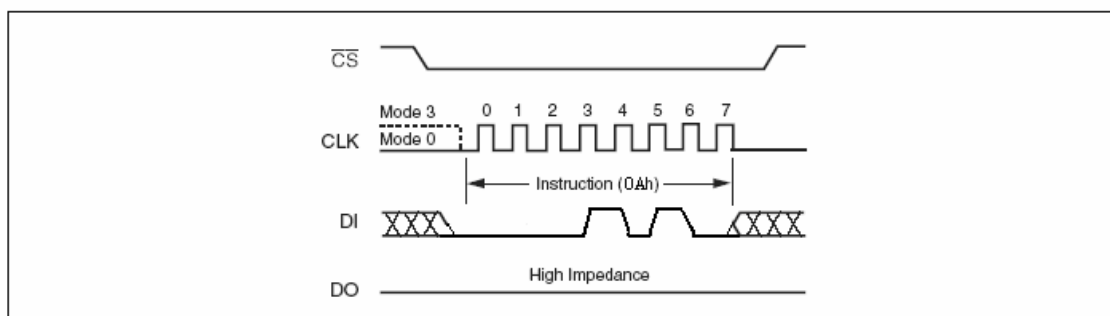 CS
Mode 3 0 1 2 3 4 5 6 7
CLK Mode 0
Instruction (0Ah)
DI
High Impedance
DO